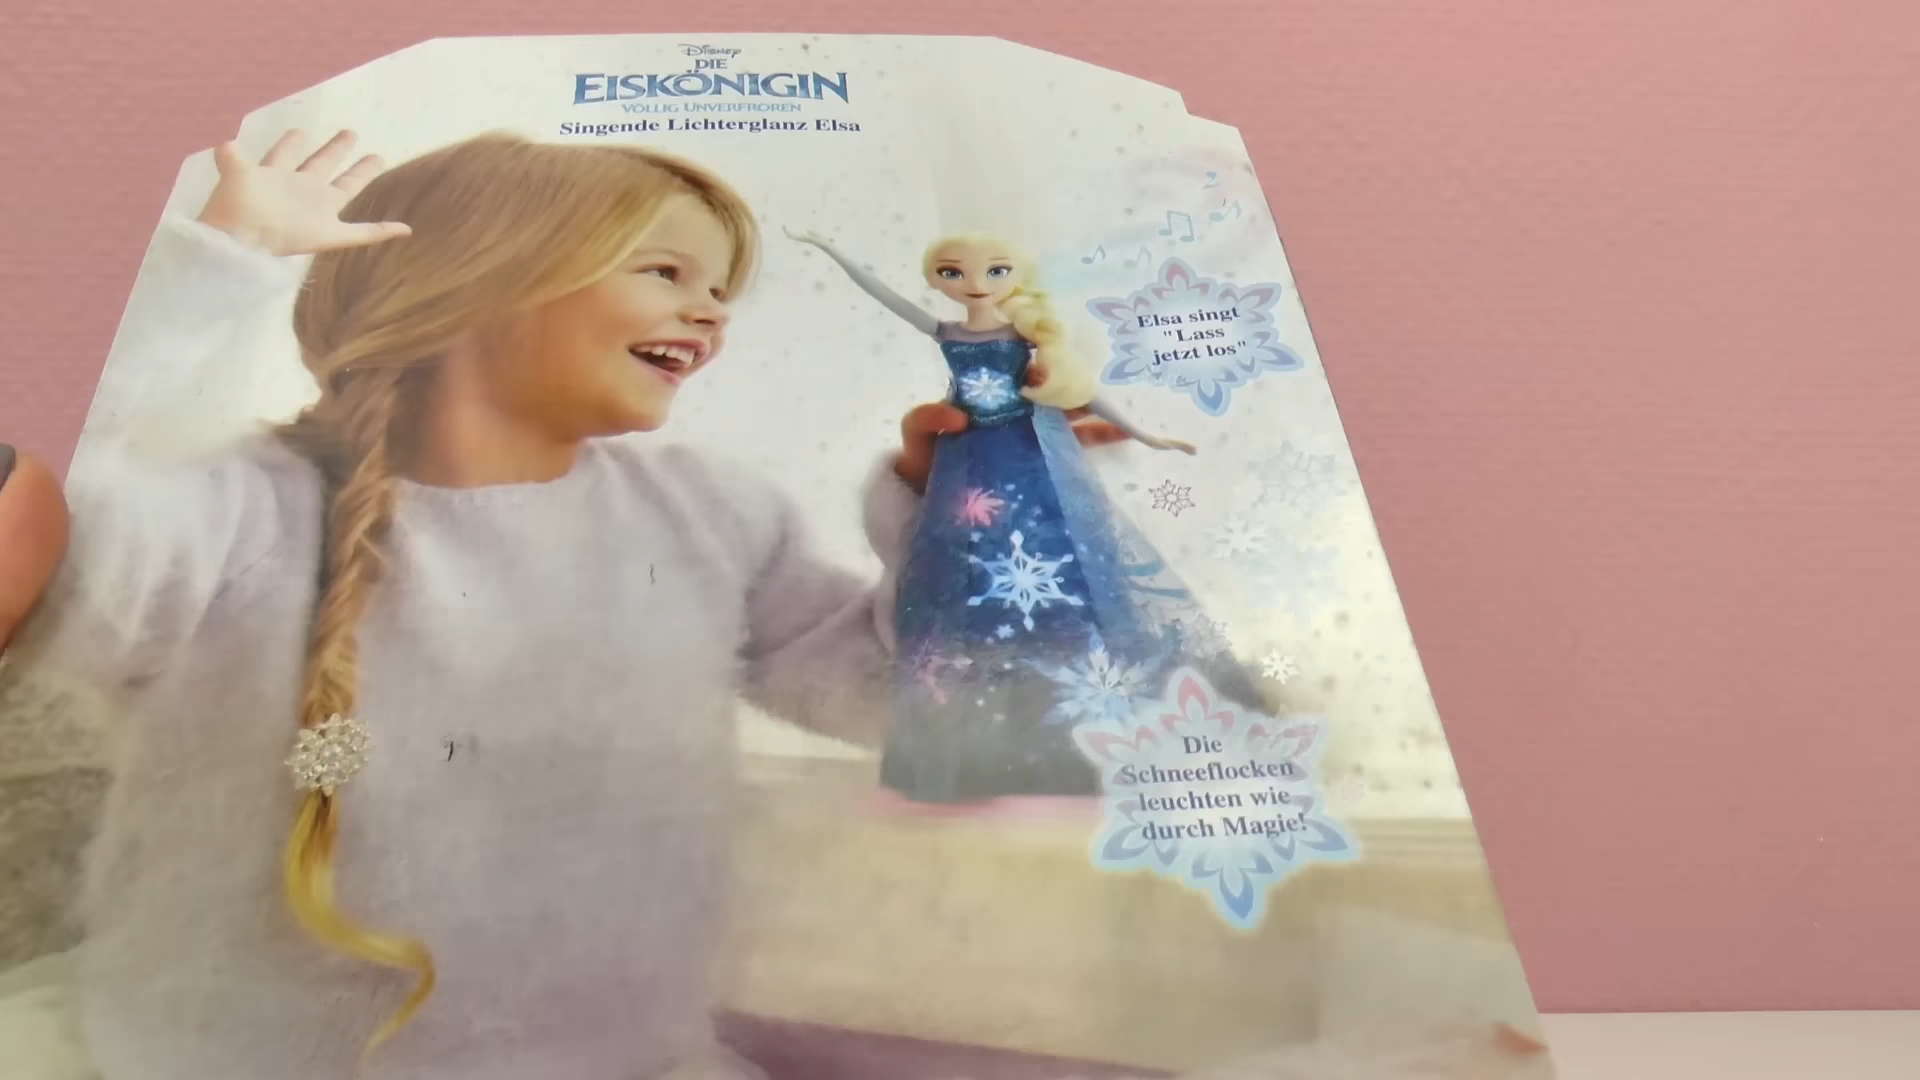 Disney
DIE
EISKÖNIGIN
VÖLLIG UNVERFROREN
Singende Lichterglanz Elsa
Elsa singt
"Lass
jetzt los"
Die
Schneeflocken
leuchten wie
durch Magie!